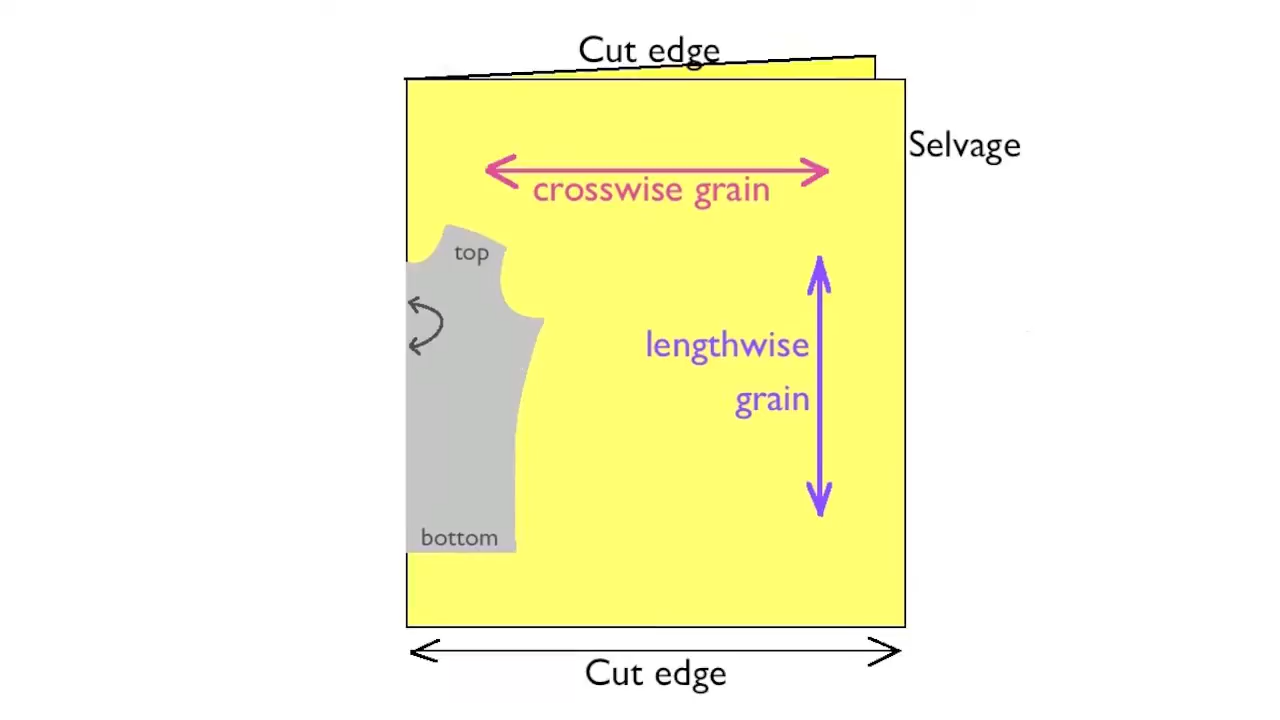 Cut edge
Selvage
crosswise grain
top
lengthwise
grain
bottom
Cut edge